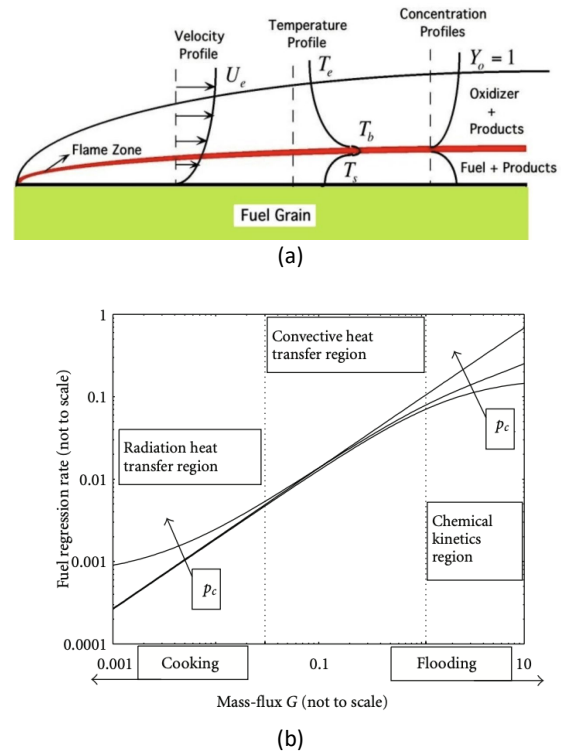 Velocity
Profile
Temperature
Profile
Concentration
Profiles
U_e
T_e
Y_o = 1
Oxidizer
+
Products
T_b
Flame Zone
T_s
Fuel + Products
Fuel Grain
(a)
1
Convective heat
transfer region
0.1
p_c
Radiation heat
transfer region
0.01
Chemical
kinetics
region
0.001
p_c
0.0001
Fuel regression rate (not to scale)
0.001
Cooking
0.1
Flooding
10
Mass-flux G (not to scale)
(b)